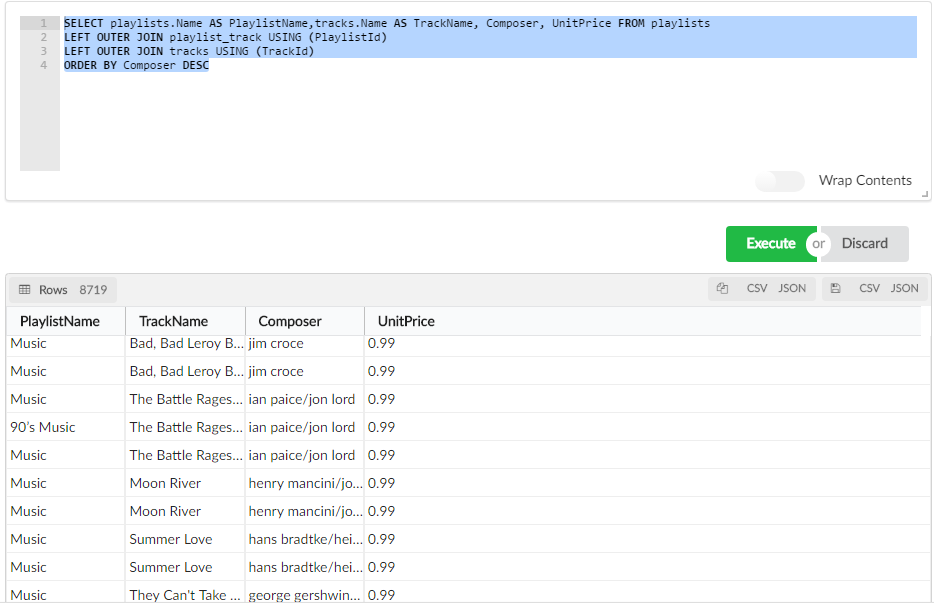 1 SELECT playlists.Name AS PlaylistName,tracks.Name AS TrackName, Composer, UnitPrice FROM playlists
2 LEFT OUTER JOIN playlist_track USING (PlaylistId)
3 LEFT OUTER JOIN tracks USING (TrackId)
4 ORDER BY Composer DESC
Wrap Contents
Execute or Discard
Rows 8719 CSV JSON CSV JSON
PlaylistName TrackName Composer UnitPrice
Music Bad, Bad Leroy B... jim croce 0.99
Music Bad, Bad Leroy B... jim croce 0.99
Music The Battle Rages... ian paice/jon lord 0.99
90’s Music The Battle Rages... ian paice/jon lord 0.99
Music The Battle Rages... ian paice/jon lord 0.99
Music Moon River henry mancini/jo... 0.99
Music Moon River henry mancini/jo... 0.99
Music Summer Love hans bradtke/hei... 0.99
Music Summer Love hans bradtke/hei... 0.99
Music They Can't Take ... george gershwin... 0.99